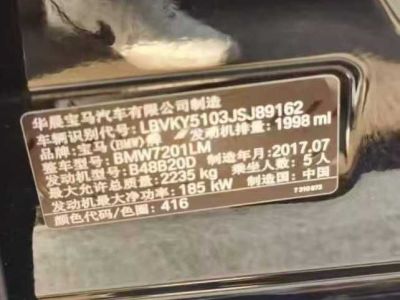 华晨宝马汽车有限公司制造
车辆识别代号: LBVKY5103JSJ89162
品牌: 宝马(BMW)牌 发动机排量: 1998 ml
整车型号: BMW7201LM 制造年月: 2017.07
发动机型号: B48B20D 乘坐人数: 5 人
最大允许总质量: 2235 kg 制造国: 中国
发动机最大净功率: 185 kW
颜色代码/色圈: 416
7310873